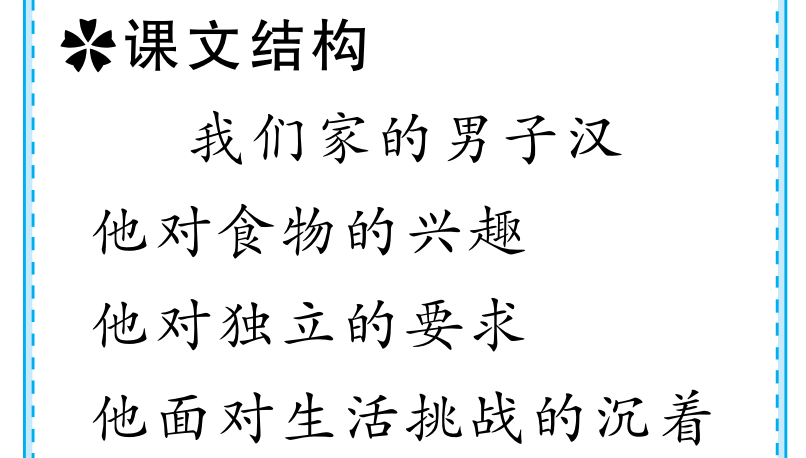 课文结构
我们家的男子汉
他对食物的兴趣
他对独立的要求
他面对生活挑战的沉着